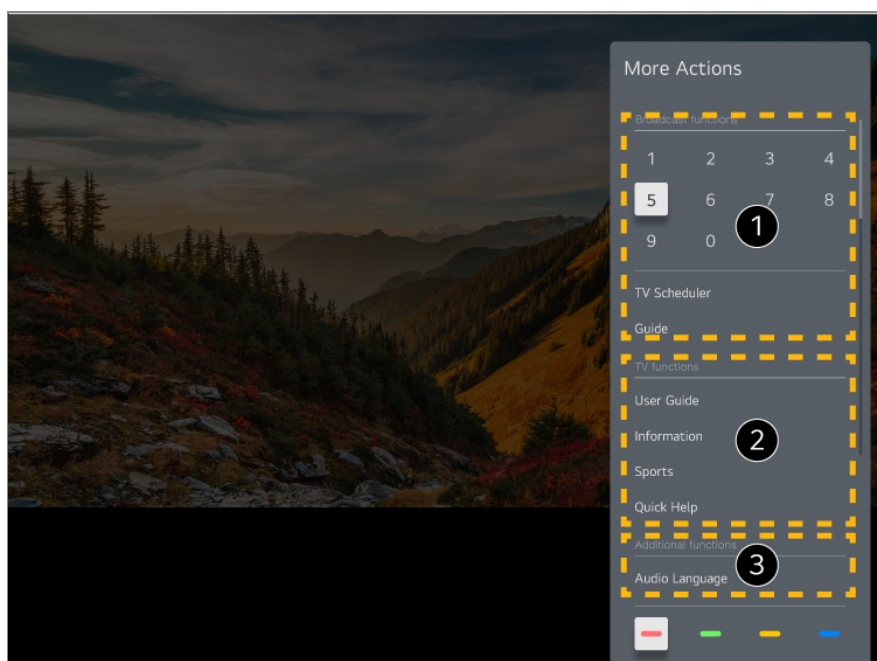 More Actions
Broadcast functions
1 2 3 4
5 6 7 8
1
9 0
TV Scheduler
Guide
TV functions
User Guide
Information
2
Sports
Quick Help
Additional functions
3
Audio Language